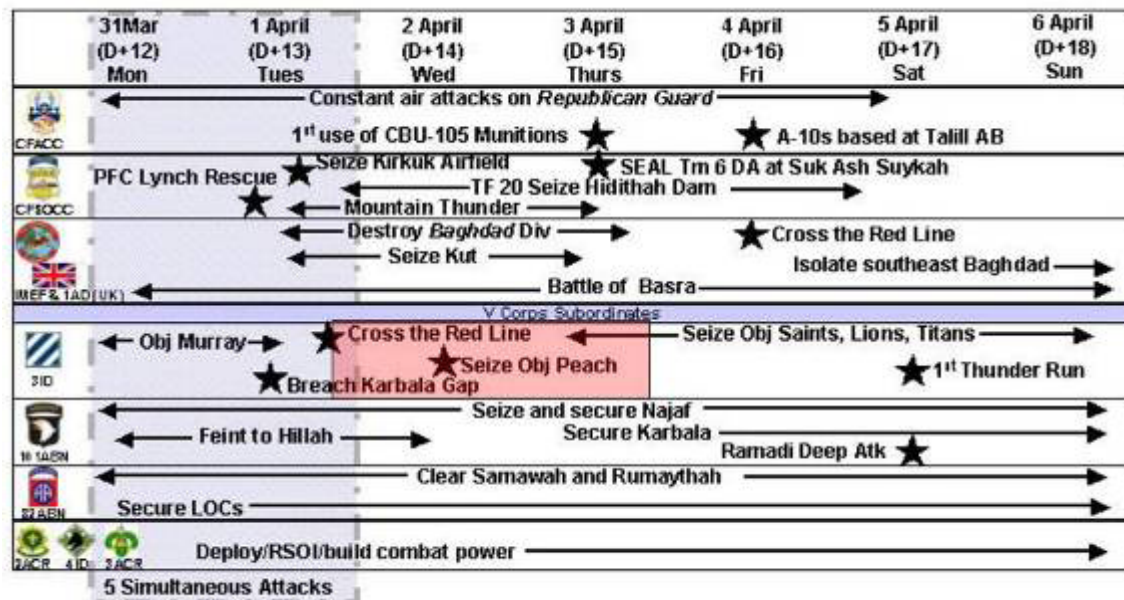 31Mar 1 April 2 April 3 April 4 April 5 April 6 April
(D+12) (D+13) (D+14) (D+15) (D+16) (D+17) (D+18)
Mon Tues Wed Thurs Fri Sat Sun
Constant air attacks on Republican Guard
1st use of CBU-105 Munitions A-10s based at Talill AB
CFACC
Seize Kirkuk Airfield SEAL Tm 6 DA at Suk Ash Suykah
PFC Lynch Rescue TF 20 Seize Hidithah Dam
CFSOCC Mountain Thunder
Destroy Baghdad Div Cross the Red Line
Seize Kut Isolate southeast Baghdad
IMEF & 1AD(UK) Battle of Basra
V Corps Subordinates
Obj Murray Cross the Red Line Seize Obj Saints, Lions, Titans
Seize Obj Peach 1st Thunder Run
3ID Breach Karbala Gap
Seize and secure Najaf
Feint to Hillah Secure Karbala
101ABN Ramadi Deep Atk
Clear Samawah and Rumaythah
82ABN Secure LOCs
Deploy/RSOI/build combat power
2ACR 4ID 3ACR
5 Simultaneous Attacks